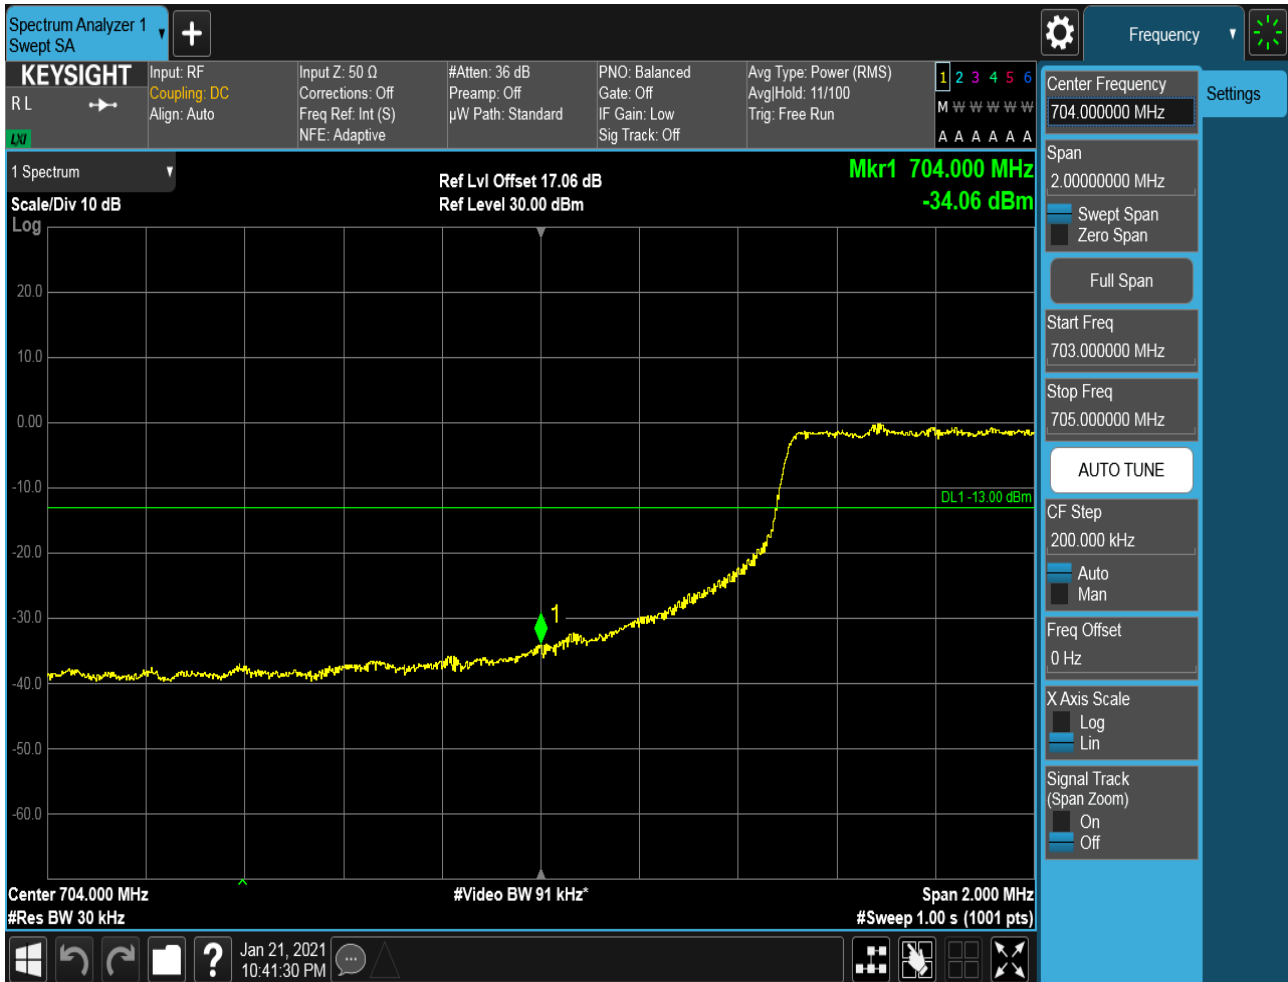 Spectrum Analyzer 1
Swept SA
Frequency
KEYSIGHT
R L
LXI
Input: RF
Coupling: DC
Align: Auto
Input Z: 50 Ω
Corrections: Off
Freq Ref: Int (S)
NFE: Adaptive
#Atten: 36 dB
Preamp: Off
µW Path: Standard
PNO: Balanced
Gate: Off
IF Gain: Low
Sig Track: Off
Avg Type: Power (RMS)
Avg|Hold: 11/100
Trig: Free Run
1 2 3 4 5 6
M W W W W W
A A A A A A
1 Spectrum
Scale/Div 10 dB
Log
Ref Lvl Offset 17.06 dB
Ref Level 30.00 dBm
Mkr1 704.000 MHz
-34.06 dBm
20.0
10.0
0.00
-10.0
DL1 -13.00 dBm
-20.0
-30.0
1
-40.0
-50.0
-60.0
Center 704.000 MHz
#Video BW 91 kHz*
Span 2.000 MHz
#Res BW 30 kHz
#Sweep 1.00 s (1001 pts)
?
Jan 21, 2021
10:41:30 PM
Center Frequency
704.000000 MHz
Settings
Span
2.00000000 MHz
Swept Span
Zero Span
Full Span
Start Freq
703.000000 MHz
Stop Freq
705.000000 MHz
AUTO TUNE
CF Step
200.000 kHz
Auto
Man
Freq Offset
0 Hz
X Axis Scale
Log
Lin
Signal Track
(Span Zoom)
On
Off